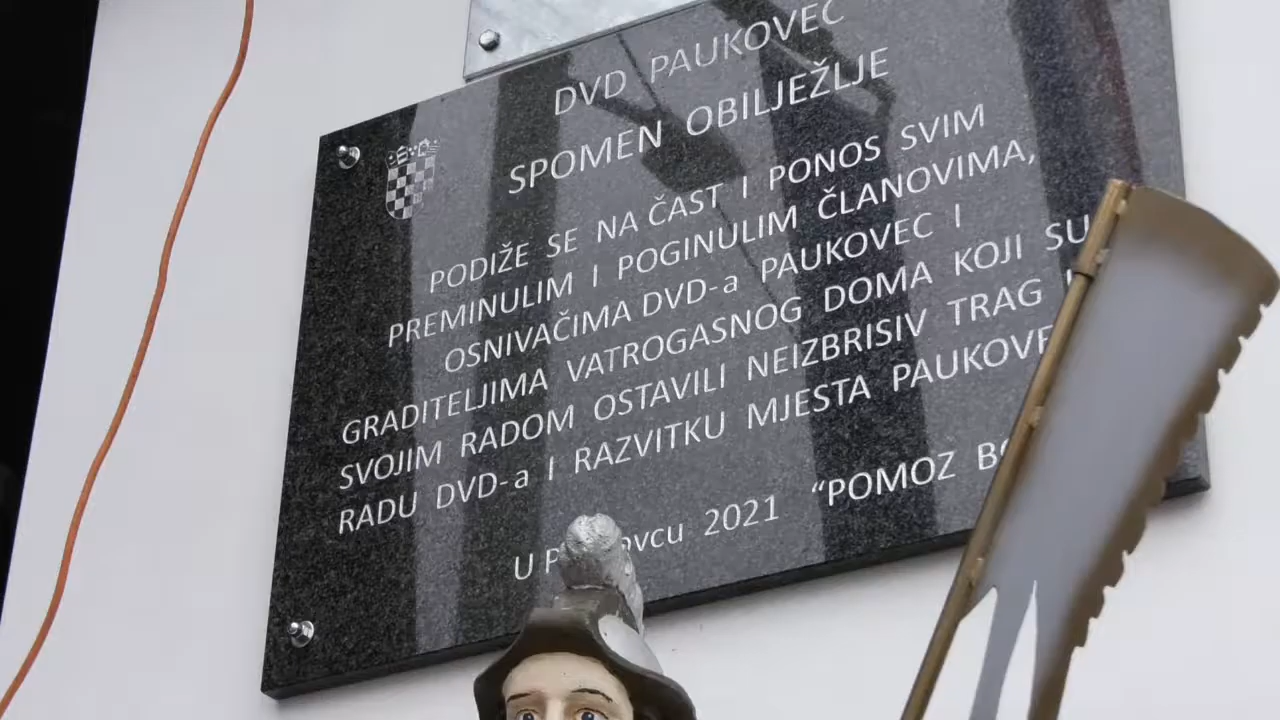 DVD PAUKOVEC
SPOMEN OBILJEŽLJE
PODIŽE SE NA ČAST I PONOS SVIM
PREMINULIM I POGINULIM ČLANOVIMA,
OSNIVAČIMA DVD-a PAUKOVEC I
GRADITELJIMA VATROGASNOG DOMA KOJI SU
SVOJIM RADOM OSTAVILI NEIZBRISIV TRAG
RADU DVD-a I RAZVITKU MJESTA
U 2021 “POMOZ